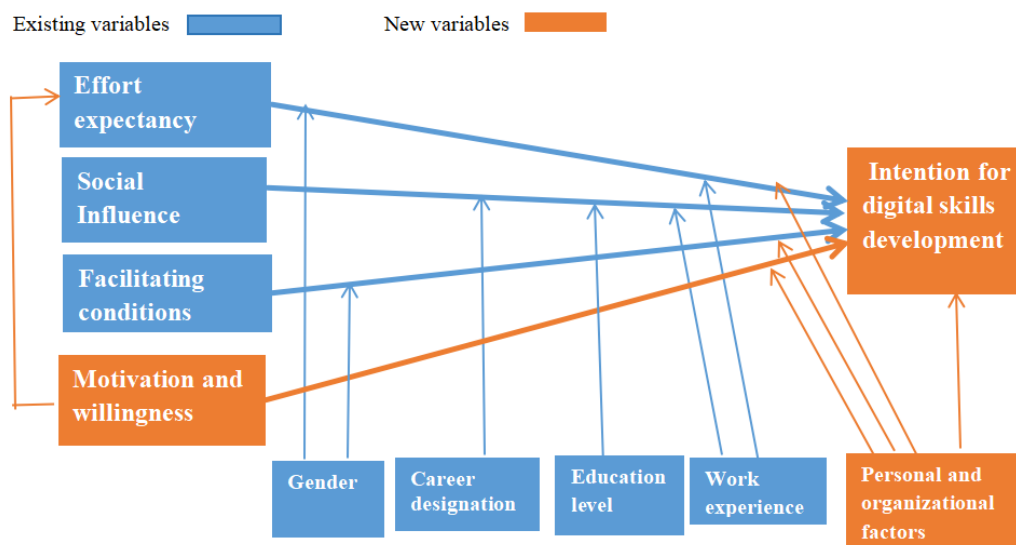 Existing variables
New variables
Effort
expectancy
Social
Influence
Facilitating
conditions
Motivation and
willingness
Intention for
digital skills
development
Gender
Career
designation
Education
level
Work
experience
Personal and
organizational
factors